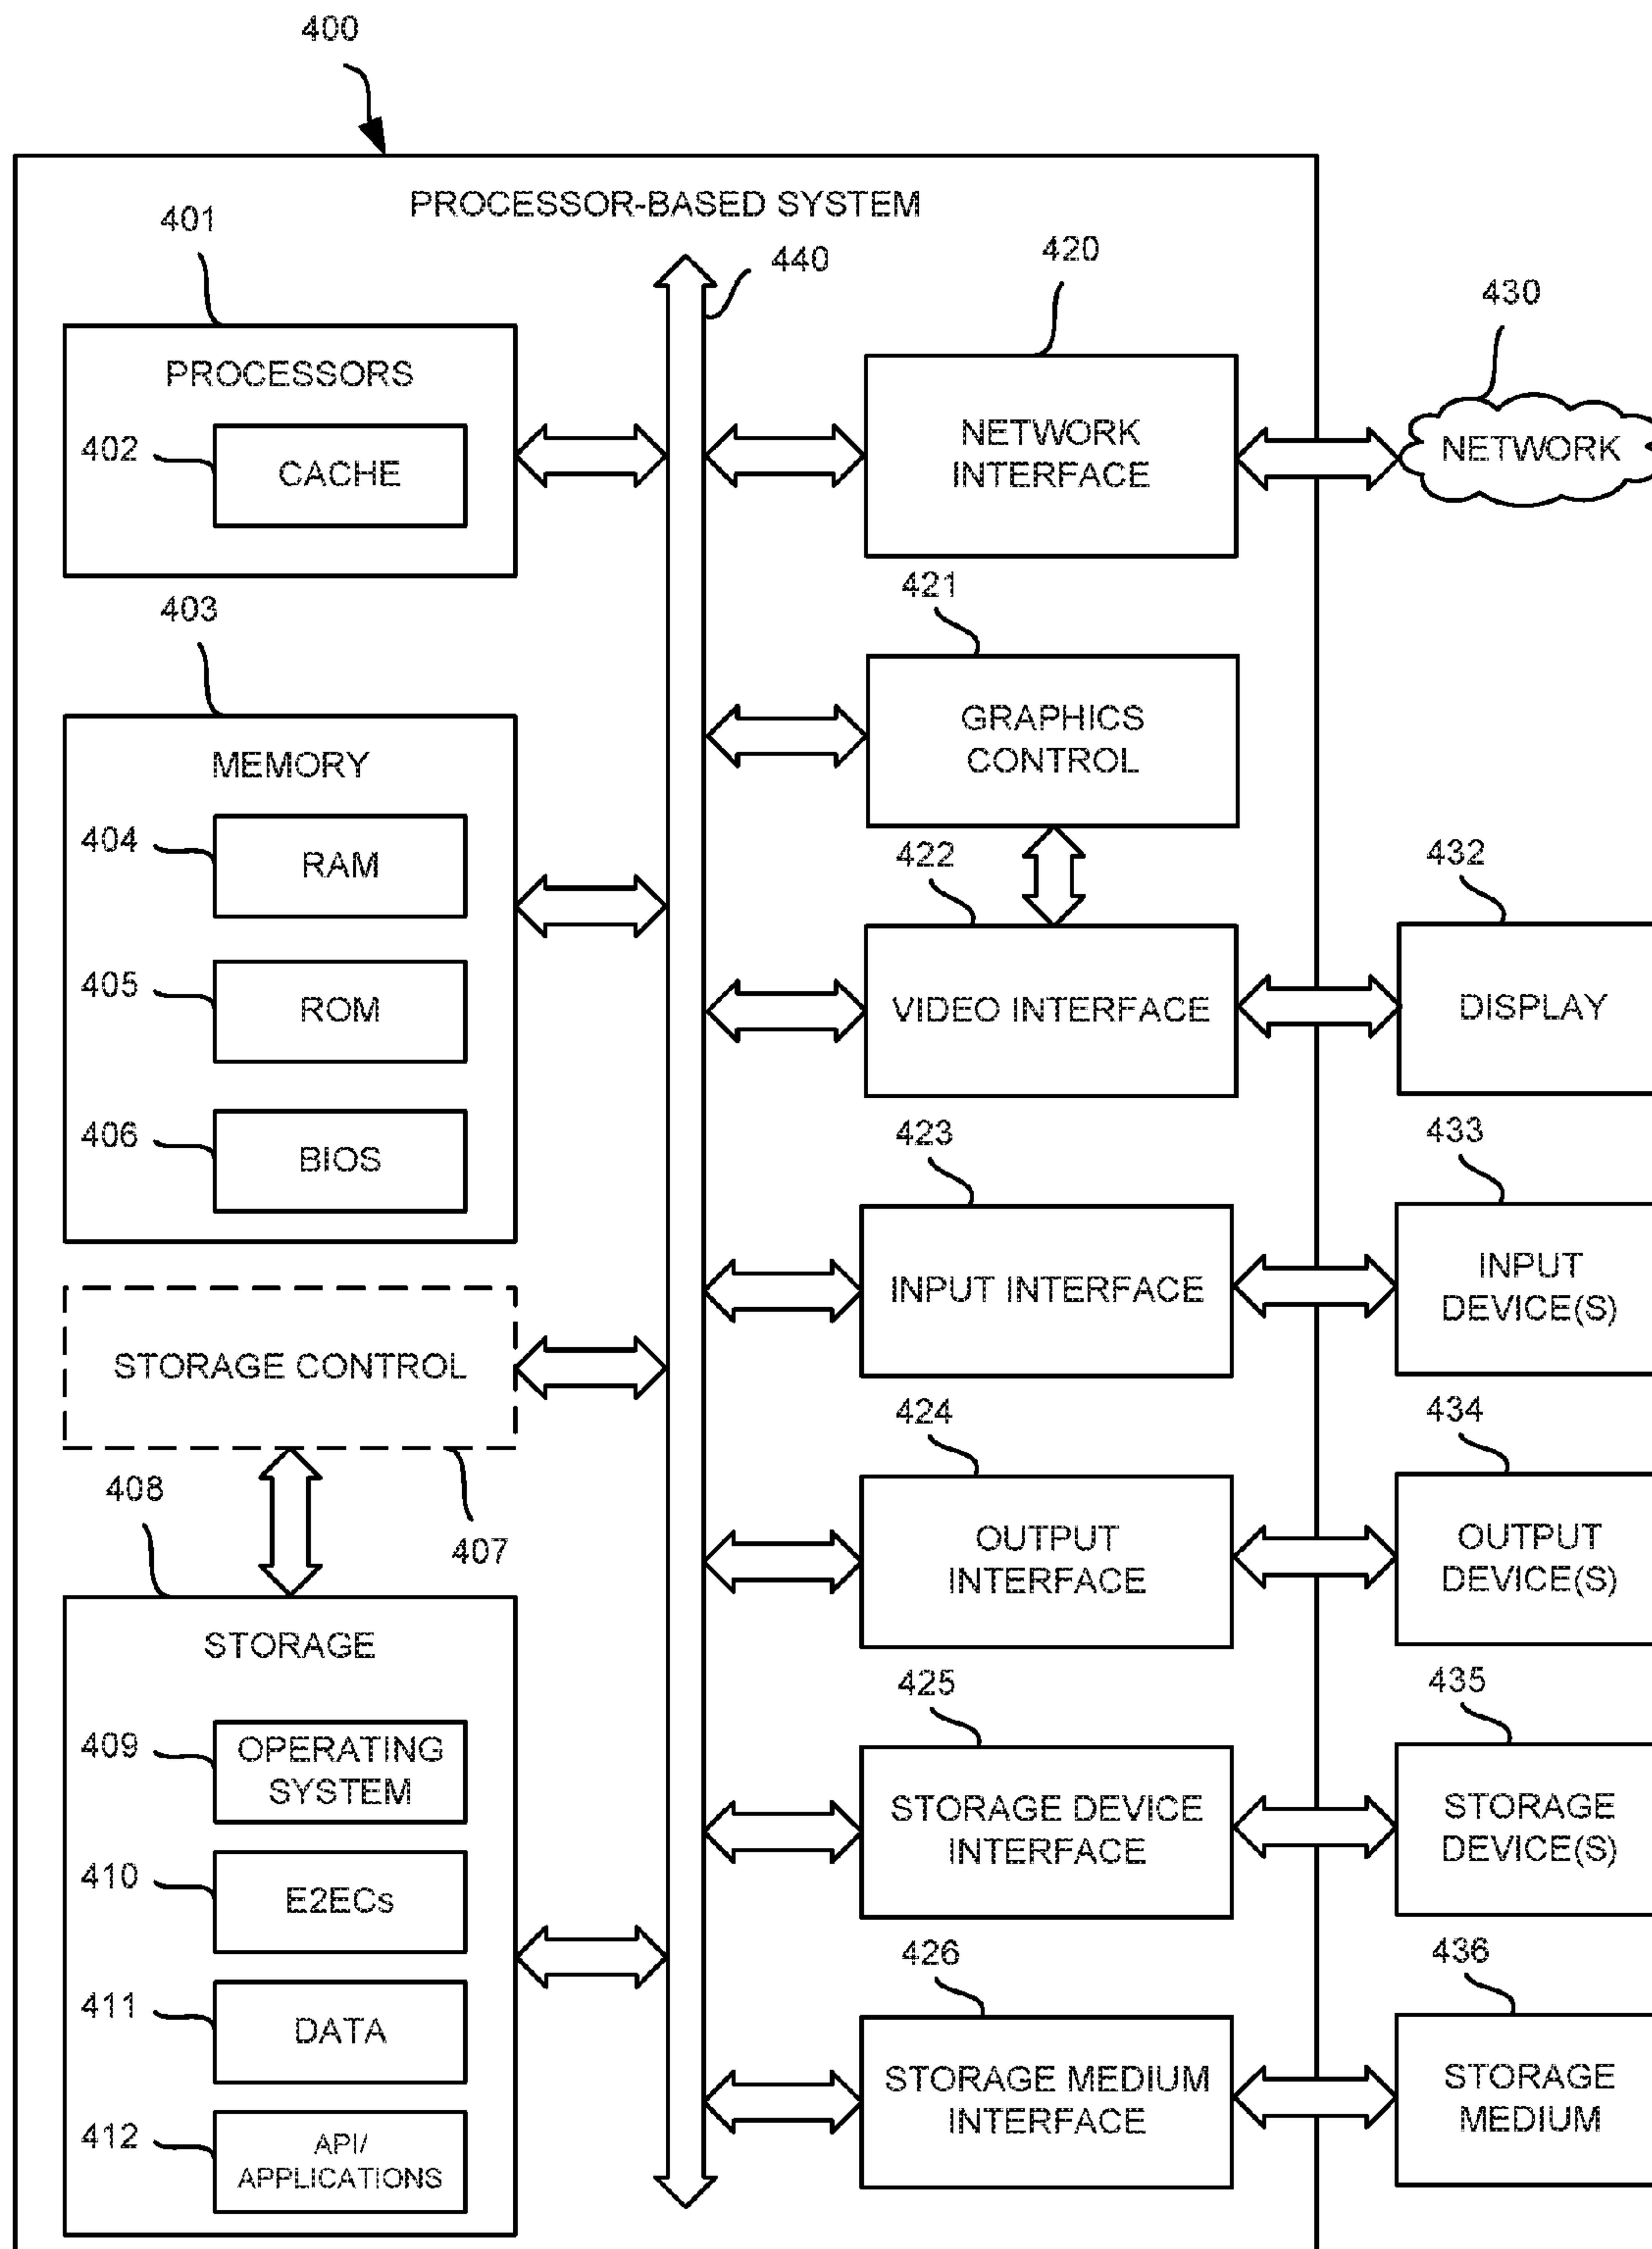 400
PROCESSOR-BASED SYSTEM
401
440
420
430
PROCESSORS
402
CACHE
NETWORK
INTERFACE
NETWORK
403
421
MEMORY
GRAPHICS
CONTROL
404
RAM
422
432
405
ROM
VIDEO INTERFACE
DISPLAY
406
BIOS
423
433
INPUT INTERFACE
INPUT
DEVICE(S)
STORAGE CONTROL
407
424
434
408
OUTPUT
INTERFACE
OUTPUT
DEVICE(S)
STORAGE
425
435
409
OPERATING
SYSTEM
STORAGE DEVICE
INTERFACE
STORAGE
DEVICE(S)
410
E2ECs
426
436
411
DATA
STORAGE MEDIUM
INTERFACE
STORAGE
MEDIUM
412
API/
APPLICATIONS